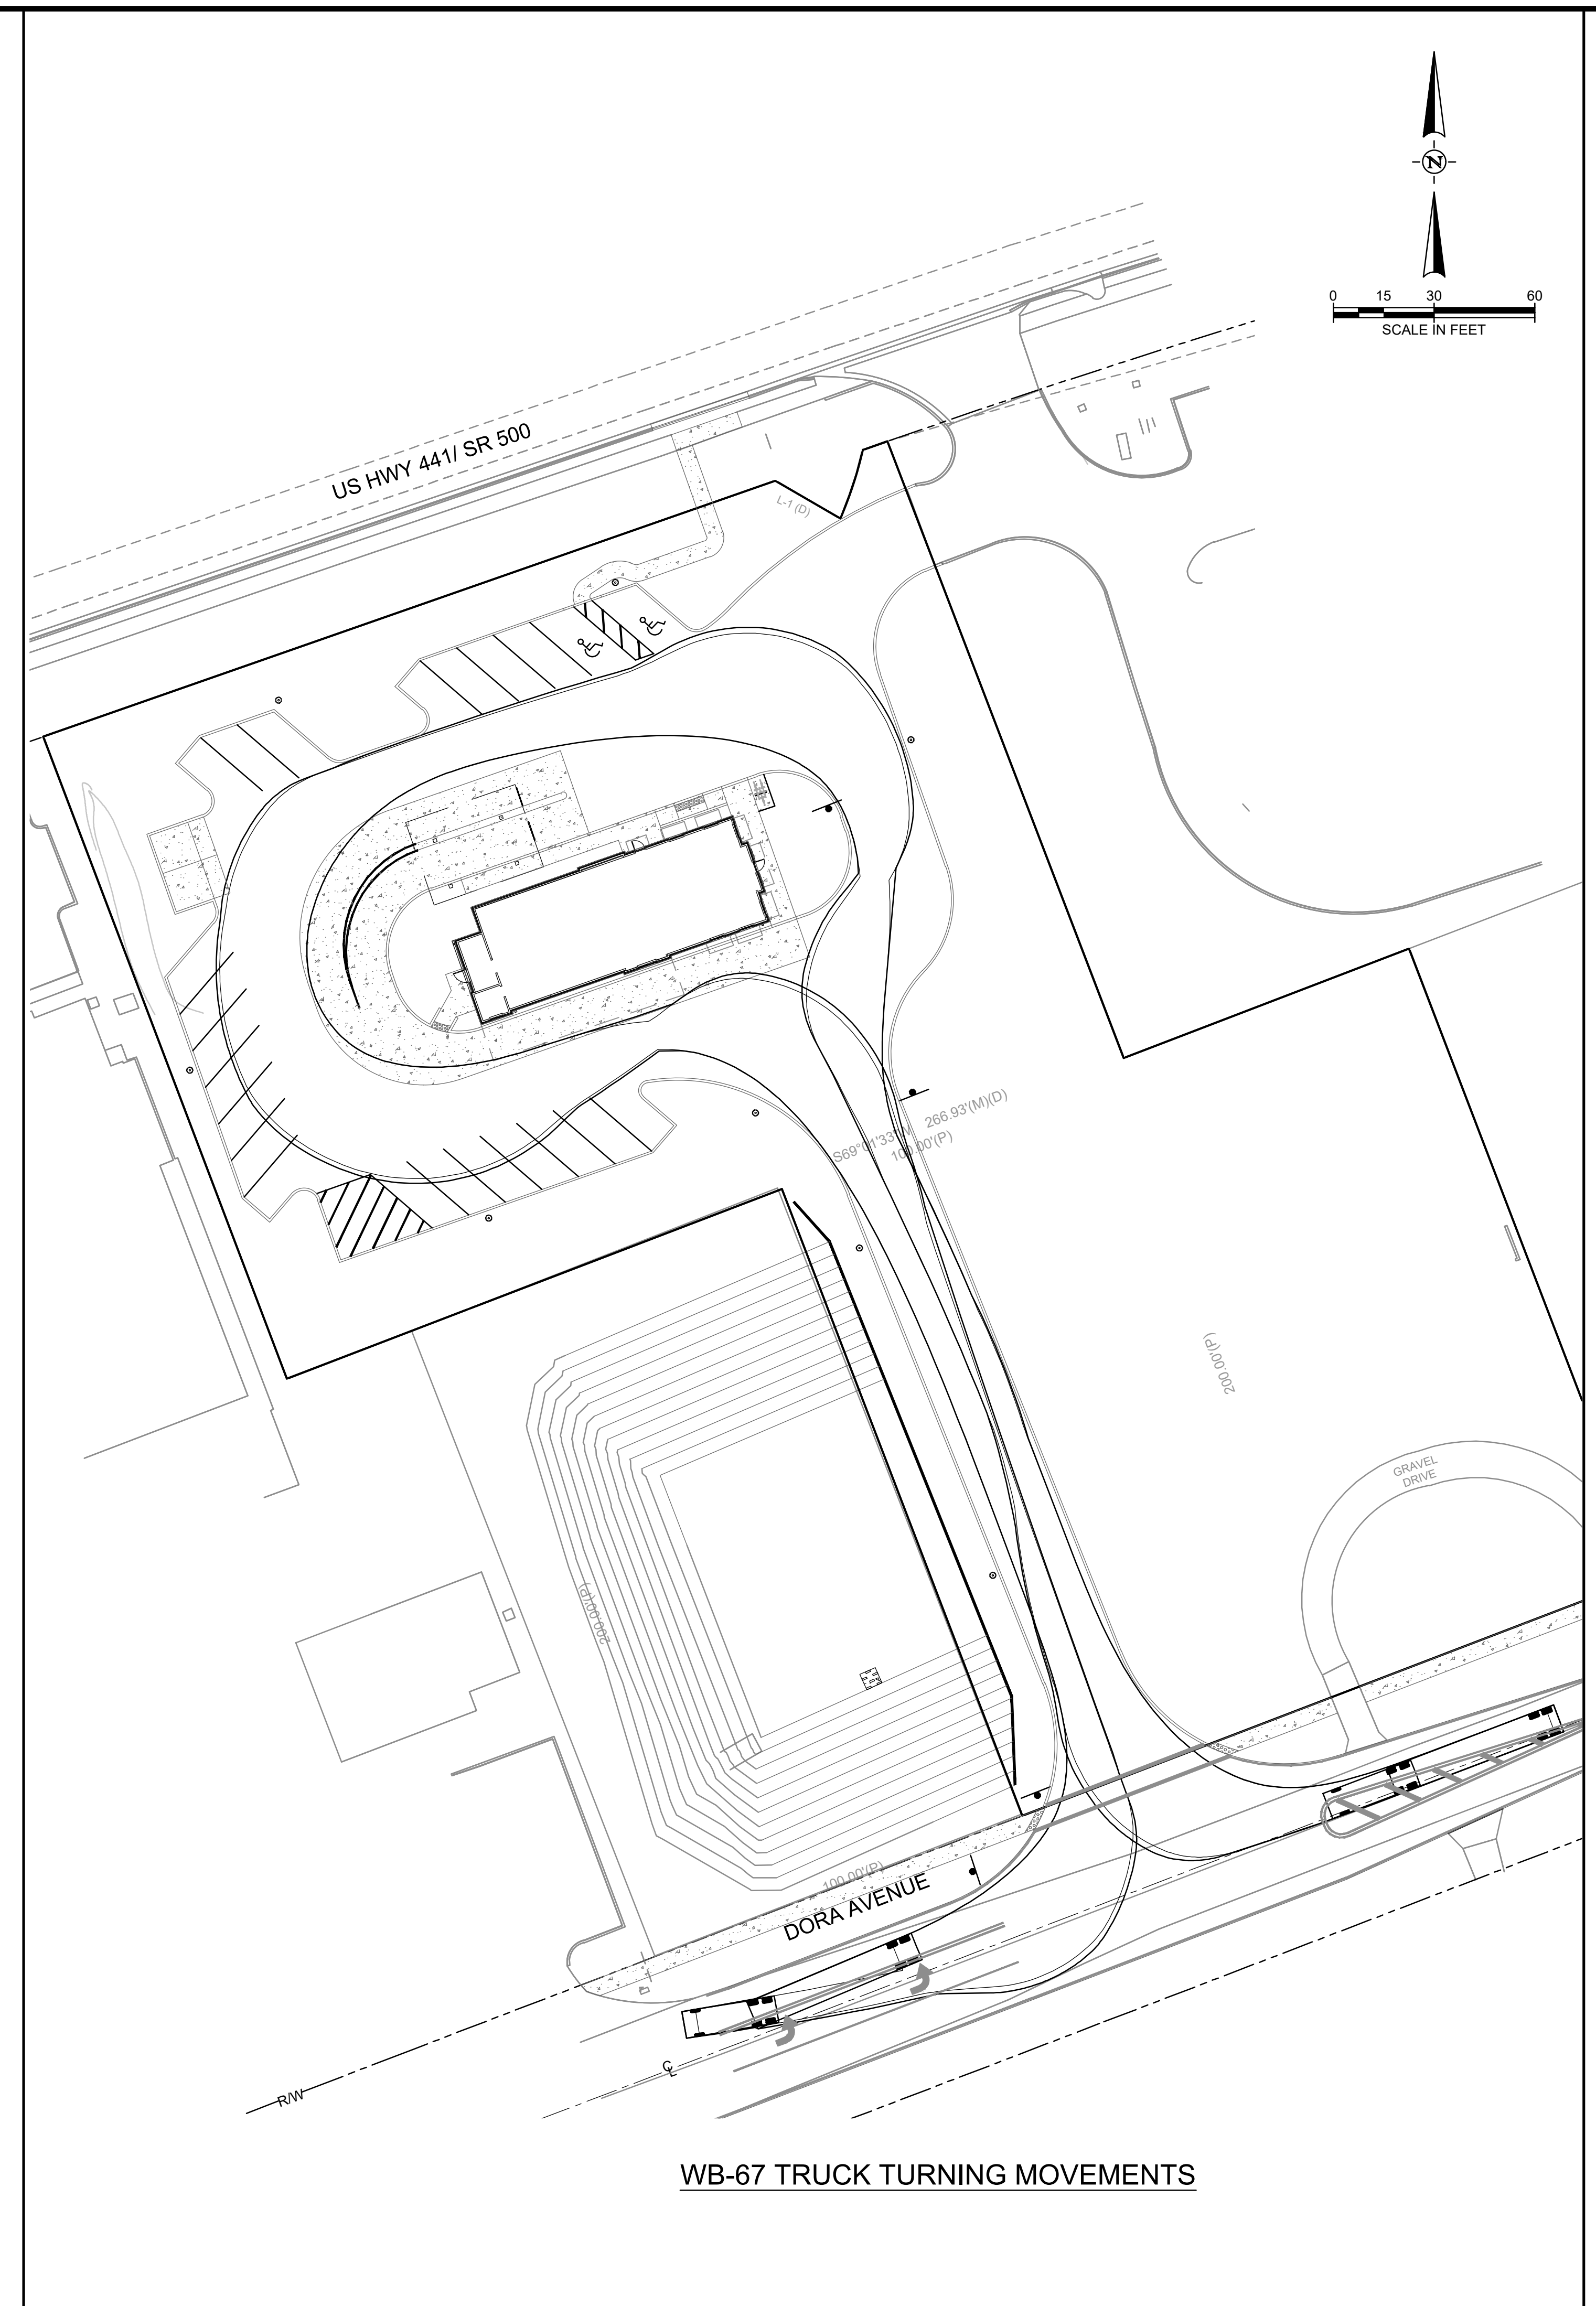 N
0 15 30 60
SCALE IN FEET
US HWY 441/ SR 500
L-1 (D)
S69°01'33"W 266.93'(M)(D)
100.00'(P)
200.00'(P)
GRAVEL
DRIVE
200.00'(P)
100.00'(P)
DORA AVENUE
CL
R/W
WB-67 TRUCK TURNING MOVEMENTS